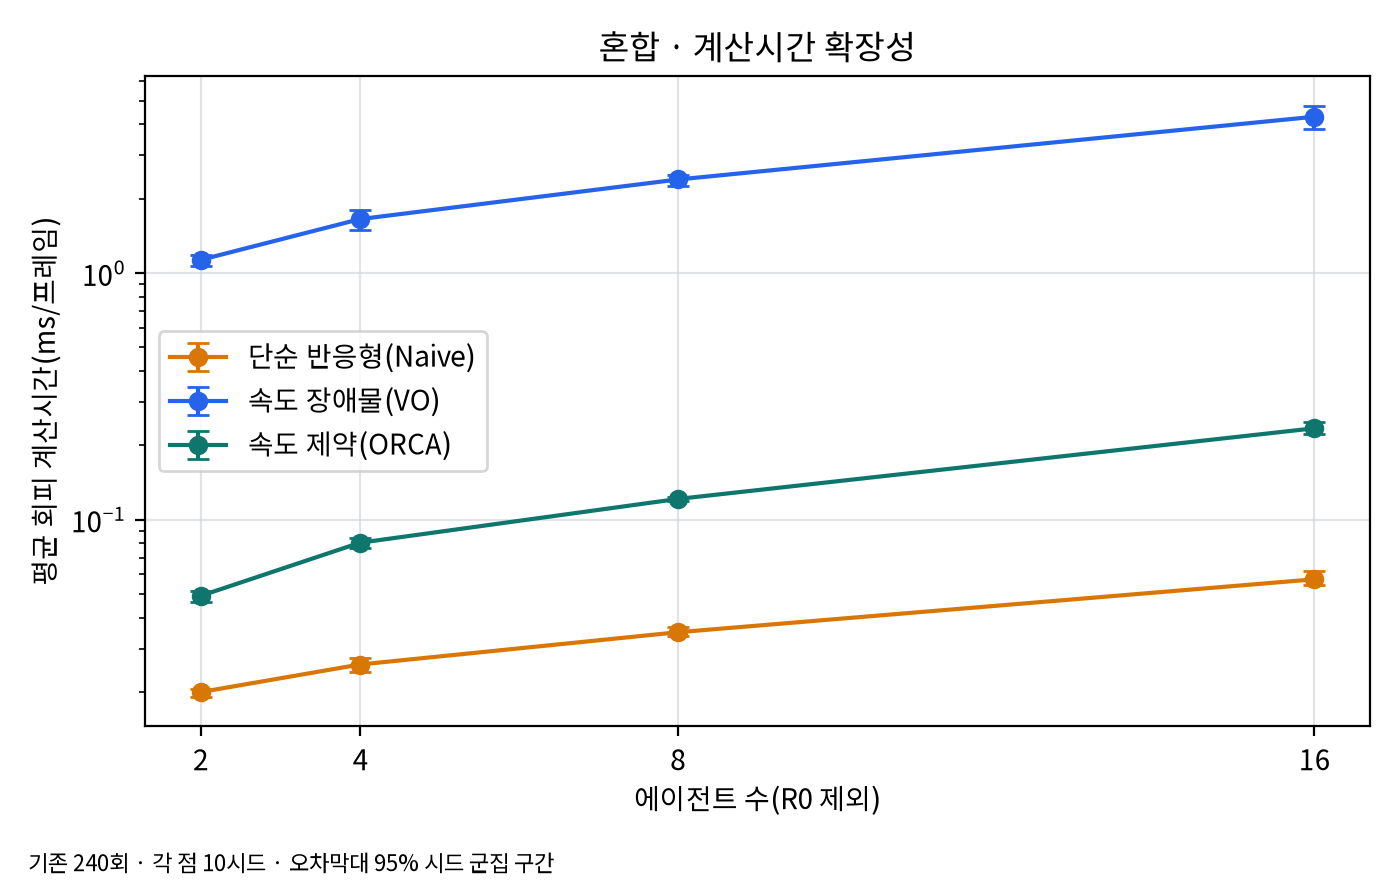 혼합 · 계산시간 확장성
평균 회피 계산시간(ms/프레임)
10⁰
10⁻¹
단순 반응형(Naive)
속도 장애물(VO)
속도 제약(ORCA)
2 4 8 16
에이전트 수(R0 제외)
기존 240회 · 각 점 10시드 · 오차막대 95% 시드 군집 구간